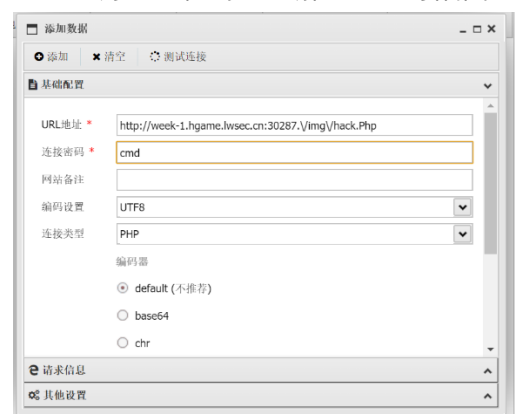 添加数据
添加 清空 测试连接
基础配置
URL地址 * http://week-1.hgame.lwsec.cn:30287.\/img\/hack.Php
连接密码 * cmd
网站备注
编码设置 UTF8
连接类型 PHP
编码器
default (不推荐)
base64
chr
请求信息
其他设置